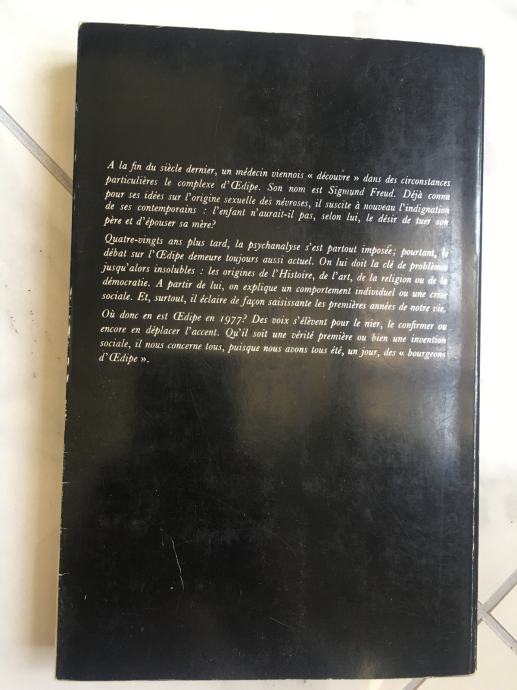 A la fin du siècle dernier, un médecin viennois « découvre » dans des circonstances
particulières le complexe d'Œdipe. Son nom est Sigmund Freud. Déjà connu
pour ses idées sur l'origine sexuelle des névroses, il suscite à nouveau l'indignation
de ses contemporains : l'enfant n'aurait-il pas, selon lui, le désir de tuer son
père et d'épouser sa mère?
Quatre-vingts ans plus tard, la psychanalyse s'est partout imposée; pourtant, le
débat sur l'Œdipe demeure toujours aussi actuel. On lui doit la clé de problèmes
jusqu'alors insolubles : les origines de l'Histoire, de l'art, de la religion ou de la
démocratie. A partir de lui, on explique un comportement individuel ou une crise
sociale. Et, surtout, il éclaire de façon saisissante les premières années de notre vie.
Où donc en est Œdipe en 1977? Des voix s'élèvent pour le nier, le confirmer ou
encore en déplacer l'accent. Qu'il soit une vérité première ou bien une invention
sociale, il nous concerne tous, puisque nous avons tous été, un jour, des « bourgeons
d'Œdipe ».